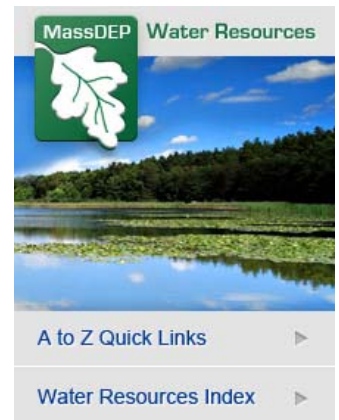 MassDEP Water Resources
A to Z Quick Links
Water Resources Index